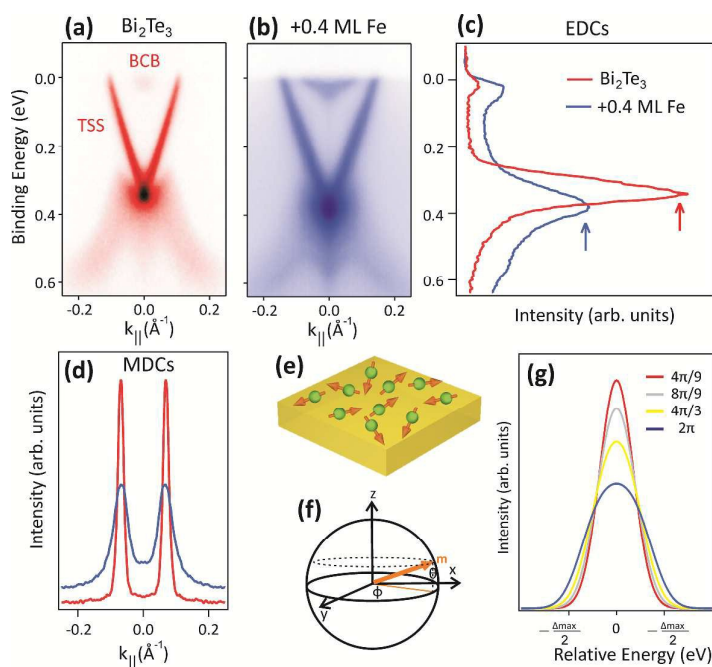 (a) Bi₂Te₃
BCB
TSS
0.0
0.2
0.4
0.6
Binding Energy (eV)
-0.2 0.0 0.2
k||(Å⁻¹)
(b) +0.4 ML Fe
-0.2 0.0 0.2
k||(Å⁻¹)
(c) EDCs
Bi₂Te₃
+0.4 ML Fe
0.0
0.2
0.4
0.6
Intensity (arb. units)
(d) MDCs
Intensity (arb. units)
-0.2 0.0 0.2
k||(Å⁻¹)
(e)
(f)
z
m
θ
x
ϕ
y
(g)
4π/9
8π/9
4π/3
2π
Intensity (arb. units)
− Δmax/2 0 − Δmax/2
Relative Energy (eV)